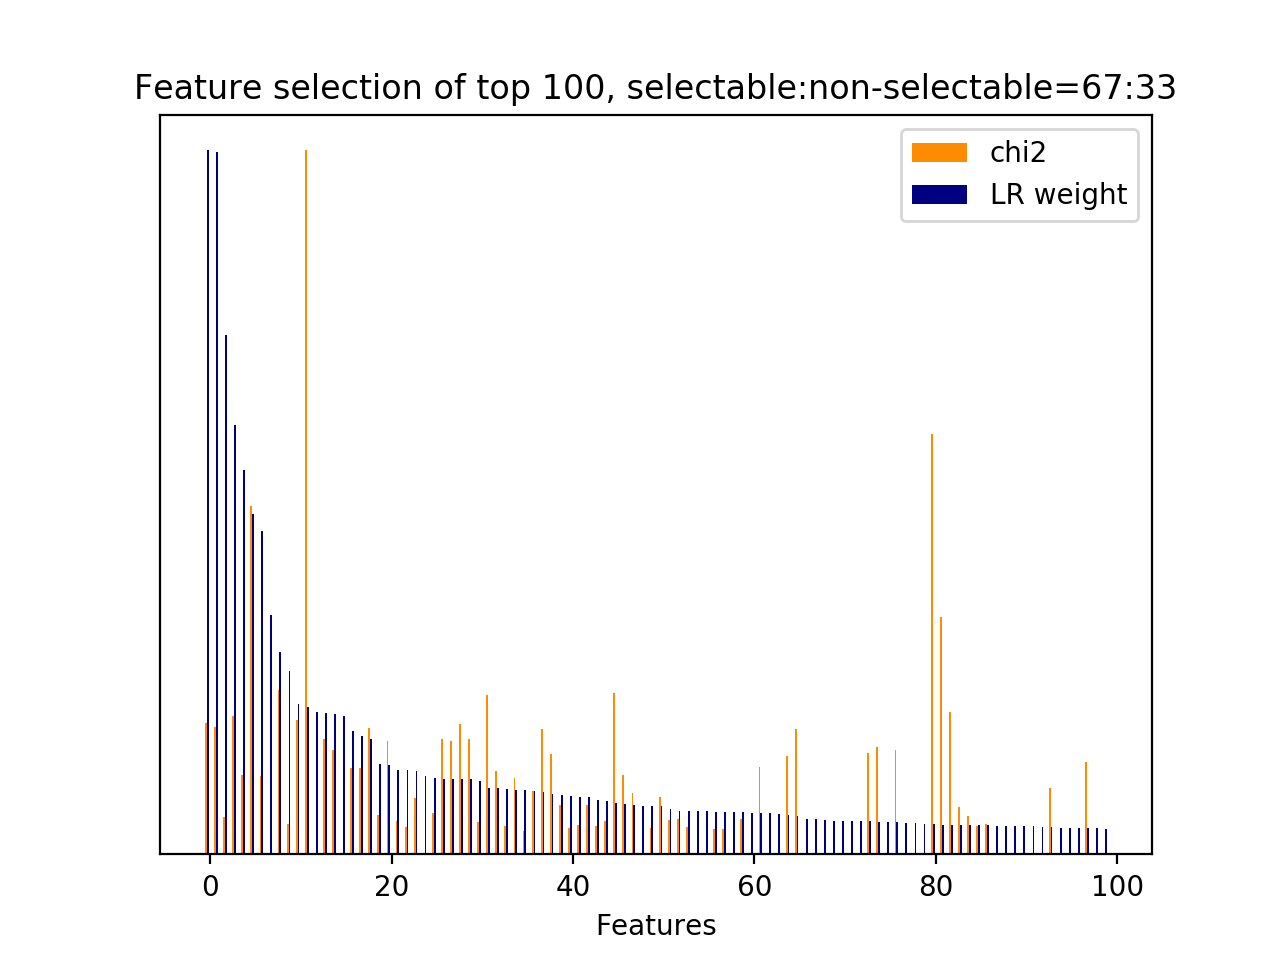 Feature selection of top 100, selectable:non-selectable=67:33
chi2
LR weight
0 20 40 60 80 100
Features